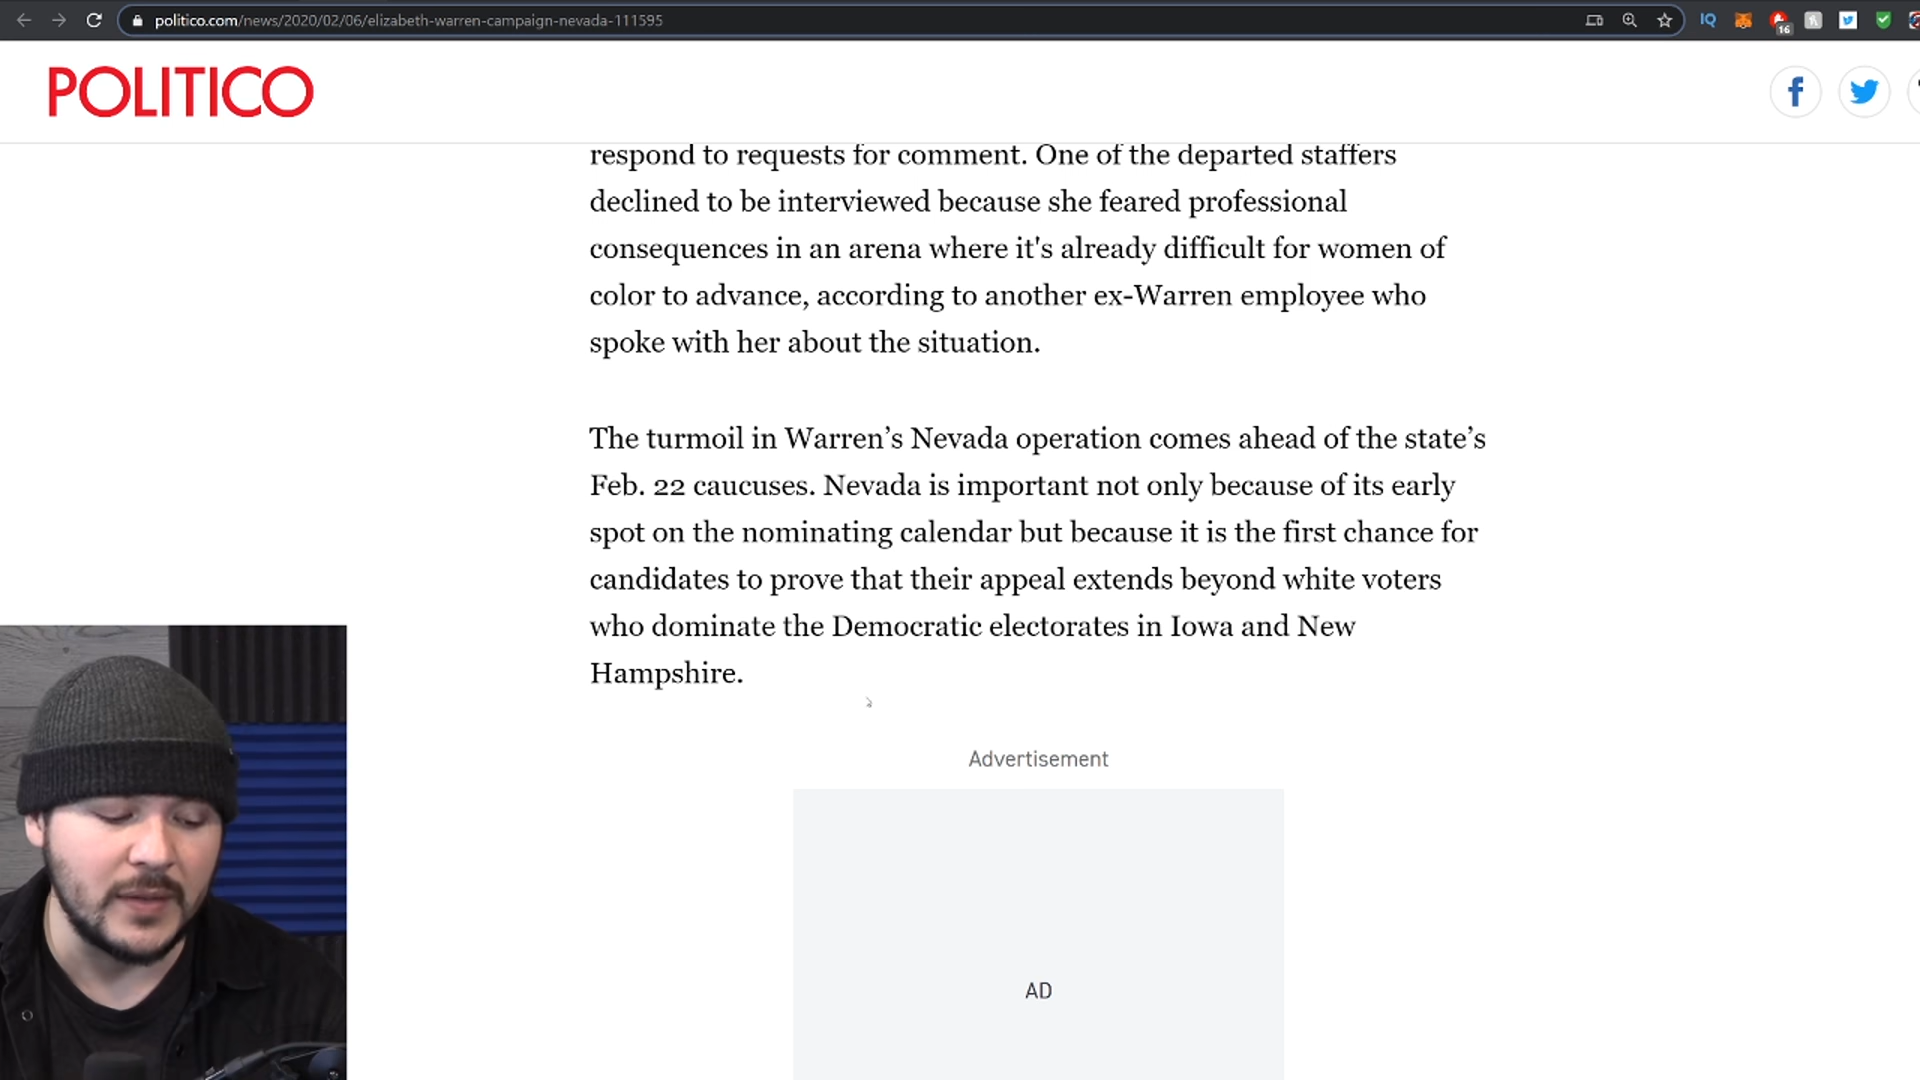 politico.com/news/2020/02/06/elizabeth-warren-campaign-nevada-111595
IQ
16
POLITICO
respond to requests for comment. One of the departed staffers
declined to be interviewed because she feared professional
consequences in an arena where it's already difficult for women of
color to advance, according to another ex-Warren employee who
spoke with her about the situation.
The turmoil in Warren’s Nevada operation comes ahead of the state’s
Feb. 22 caucuses. Nevada is important not only because of its early
spot on the nominating calendar but because it is the first chance for
candidates to prove that their appeal extends beyond white voters
who dominate the Democratic electorates in Iowa and New
Hampshire.
Advertisement
AD